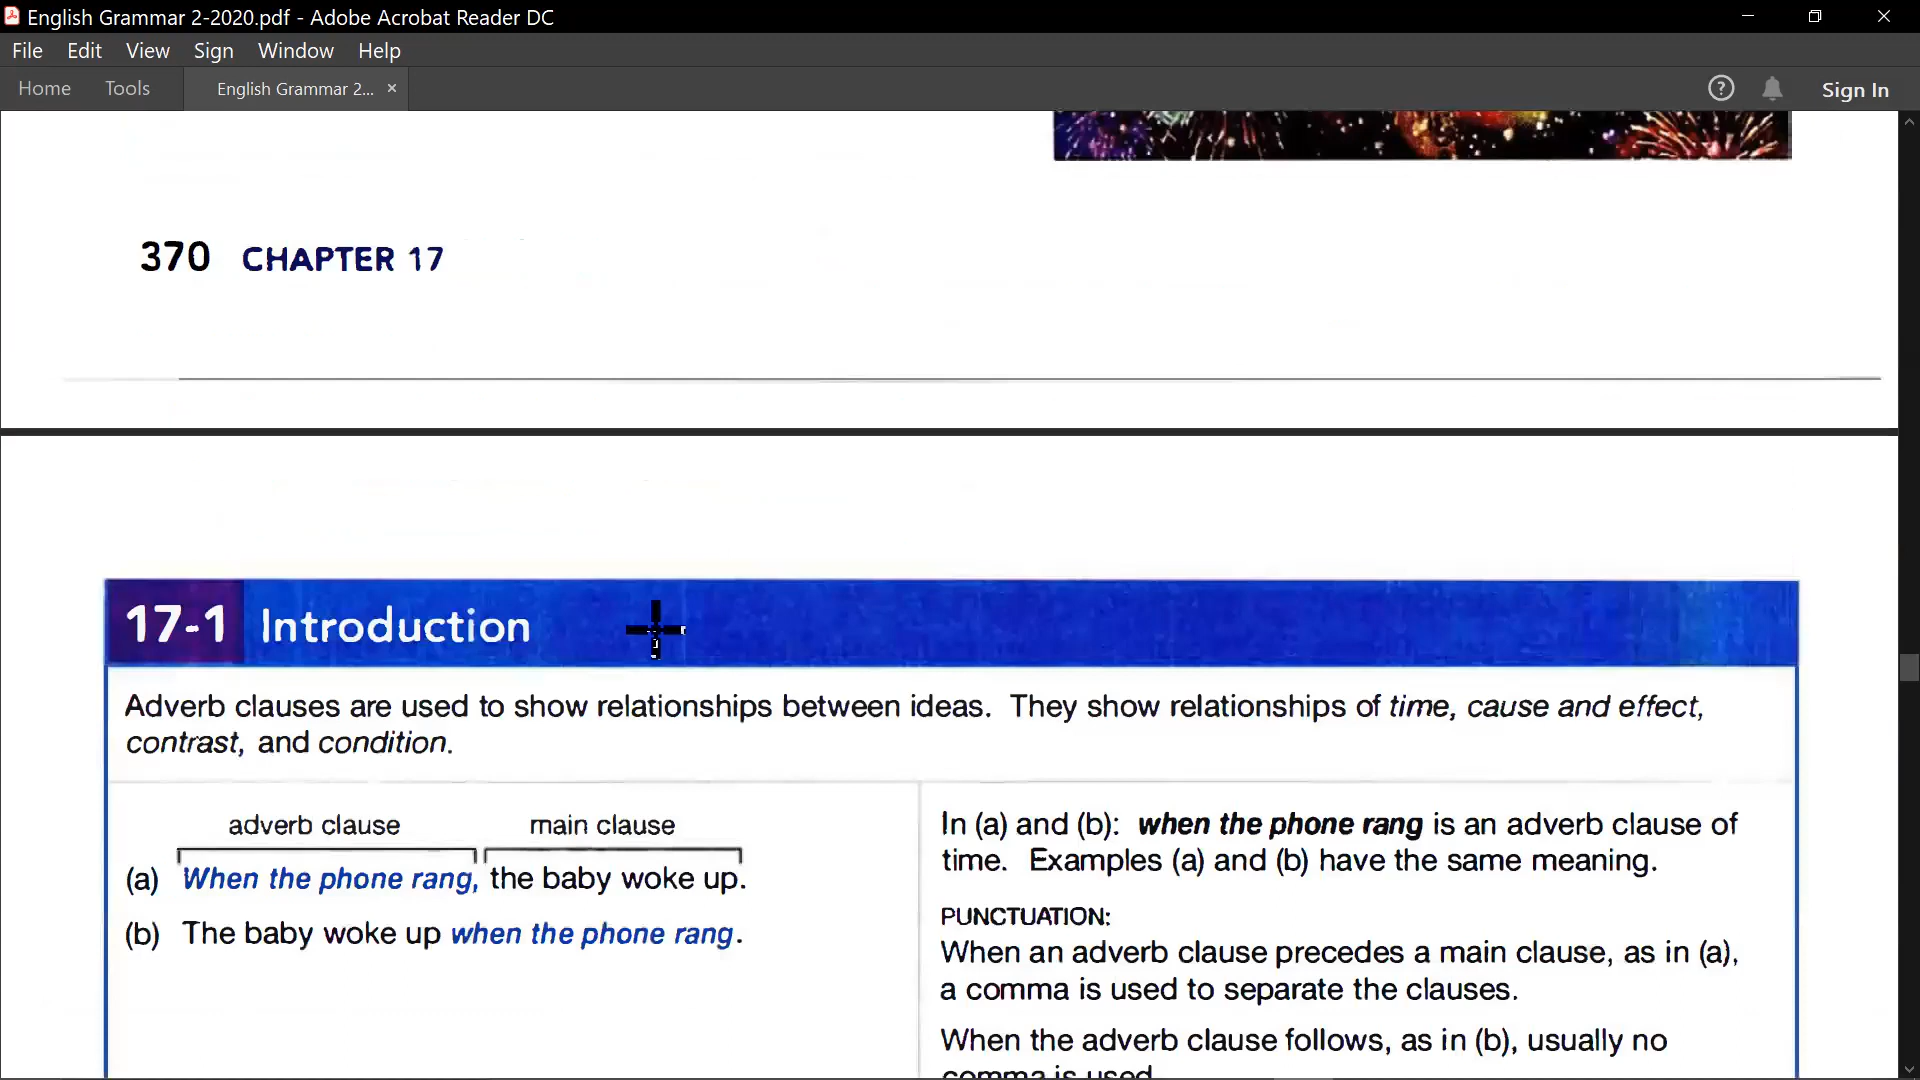 English Grammar 2-2020.pdf - Adobe Acrobat Reader DC
File Edit View Sign Window Help
Home Tools English Grammar 2... × Sign In
370 CHAPTER 17
17-1 Introduction
Adverb clauses are used to show relationships between ideas. They show relationships of time, cause and effect,
contrast, and condition.
adverb clause main clause
(a) When the phone rang, the baby woke up.
(b) The baby woke up when the phone rang.
In (a) and (b): when the phone rang is an adverb clause of
time. Examples (a) and (b) have the same meaning.
PUNCTUATION:
When an adverb clause precedes a main clause, as in (a),
a comma is used to separate the clauses.
When the adverb clause follows, as in (b), usually no
comma is used.